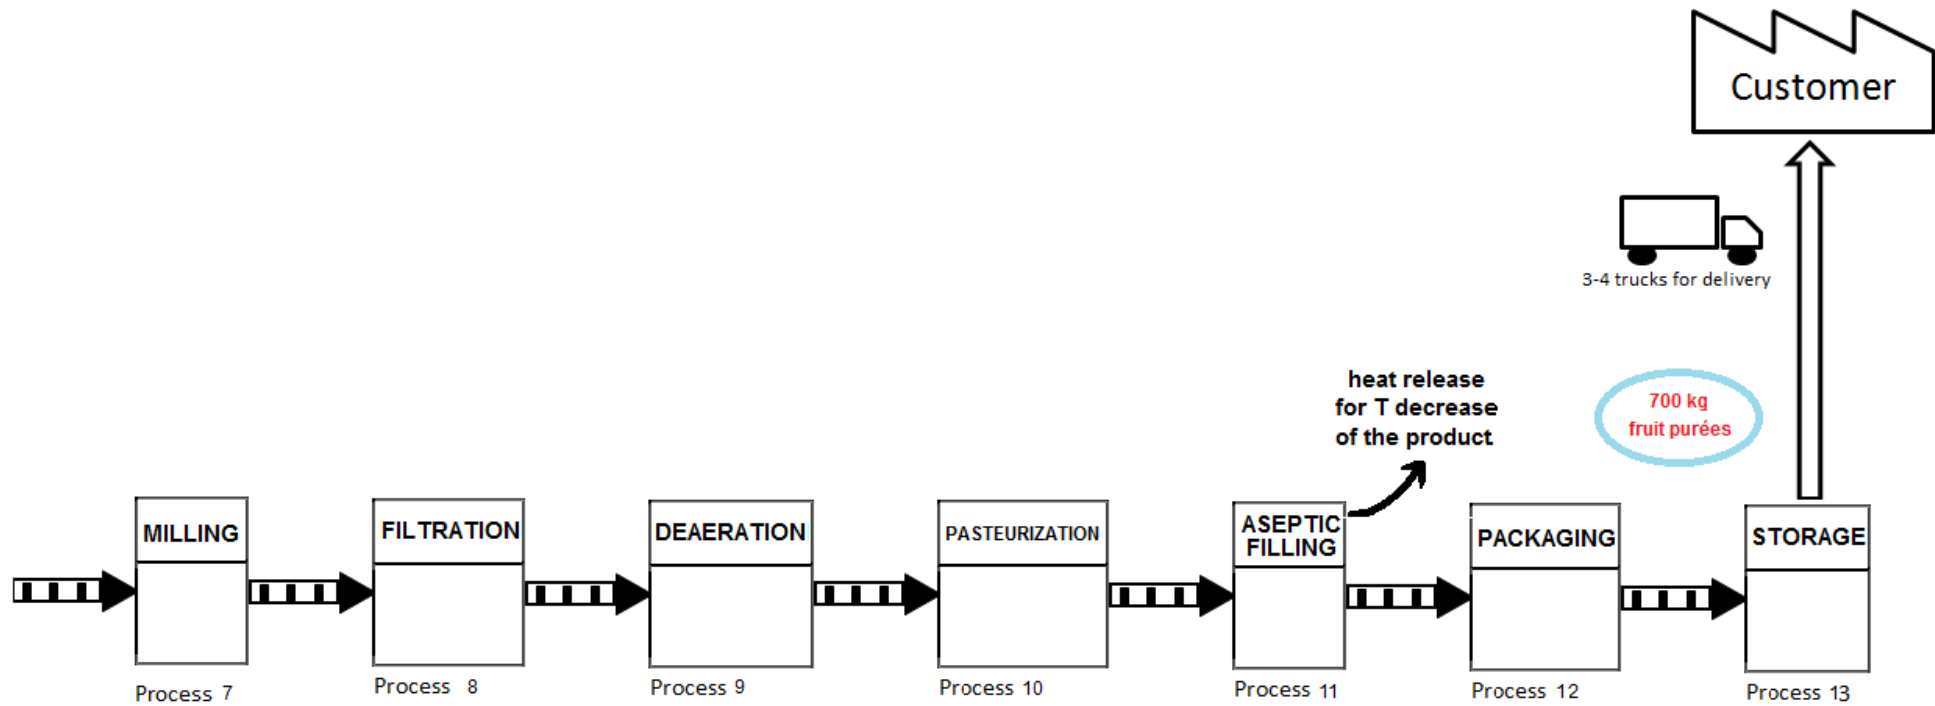 Customer
3-4 trucks for delivery
heat release
for T decrease
of the product
700 kg
fruit purées
MILLING
FILTRATION
DEAERATION
PASTEURIZATION
ASEPTIC
FILLING
PACKAGING
STORAGE
Process 7
Process 8
Process 9
Process 10
Process 11
Process 12
Process 13